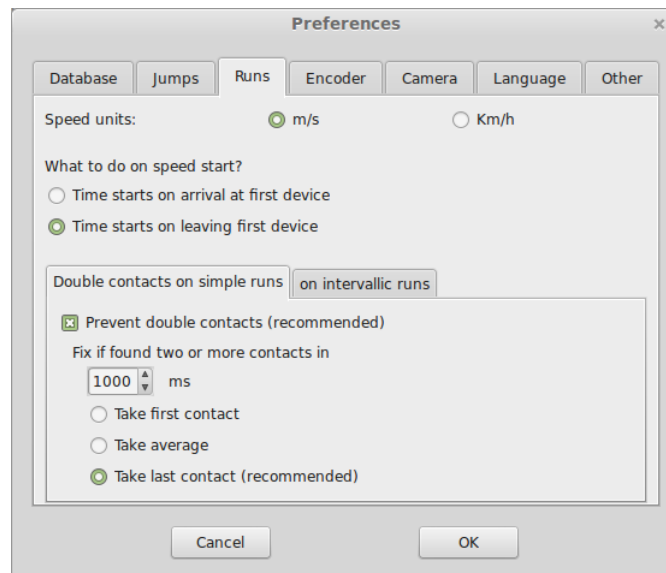 Preferences
Database Jumps Runs Encoder Camera Language Other
Speed units: m/s Km/h
What to do on speed start?
Time starts on arrival at first device
Time starts on leaving first device
Double contacts on simple runs on intervallic runs
Prevent double contacts (recommended)
Fix if found two or more contacts in
1000 ms
Take first contact
Take average
Take last contact (recommended)
Cancel OK